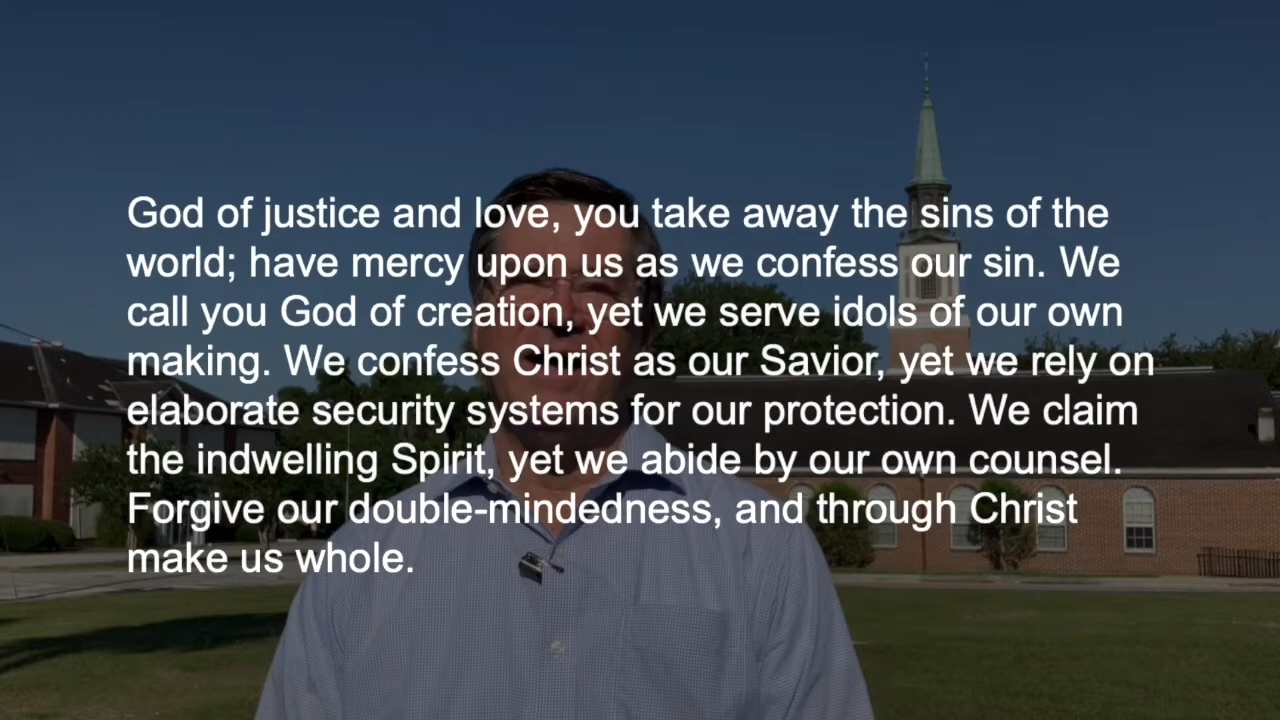 God of justice and love, you take away the sins of the
world; have mercy upon us as we confess our sin. We
call you God of creation, yet we serve idols of our own
making. We confess Christ as our Savior, yet we rely on
elaborate security systems for our protection. We claim
the indwelling Spirit, yet we abide by our own counsel.
Forgive our double-mindedness, and through Christ
make us whole.